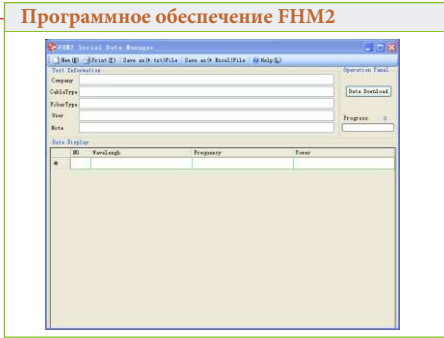 Программное обеспечение FHM2
FHM2 Serial Data Manager
New(N) Print(P) Save as(*.txt)File Save as(*.Excel)File Help(L)
Test Information
Operation Panel
Company
CableType
Data Download
FiberType
User
Progress 0
Note
Data Display
NO Wavelengh Frequency Power
*